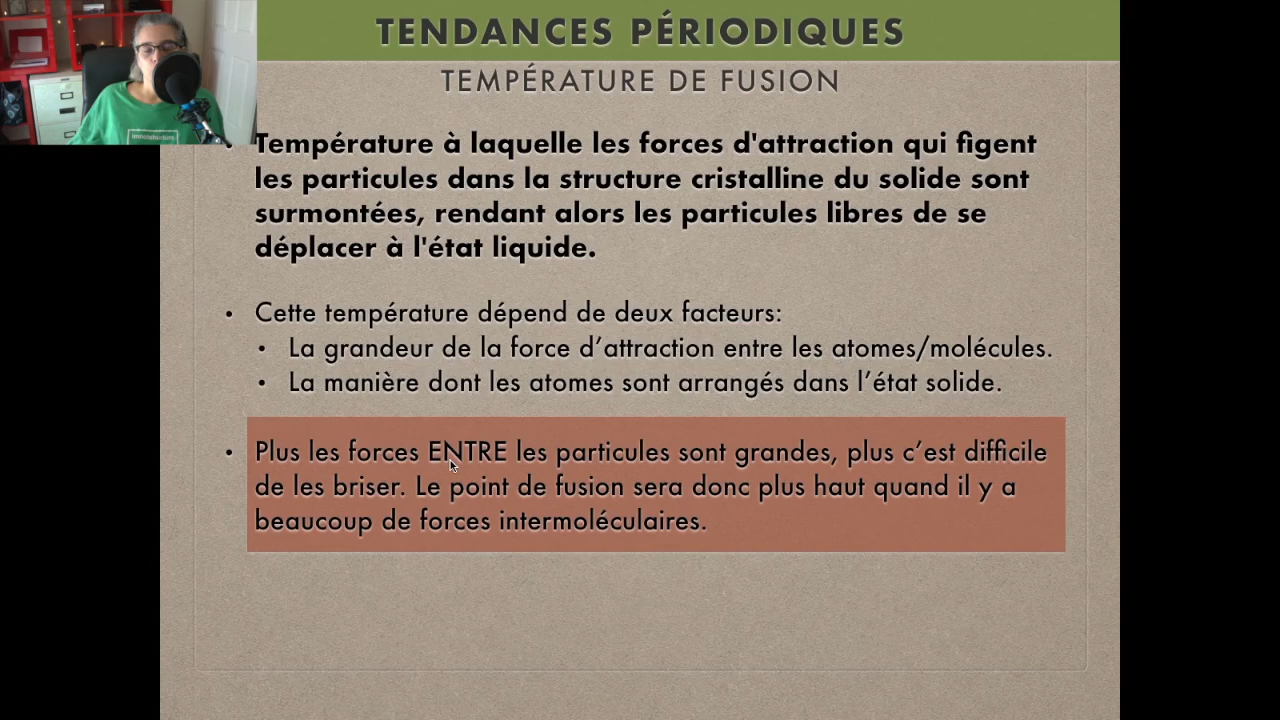 TENDANCES PÉRIODIQUES
TEMPÉRATURE DE FUSION
• Température à laquelle les forces d'attraction qui figent
les particules dans la structure cristalline du solide sont
surmontées, rendant alors les particules libres de se
déplacer à l'état liquide.
• Cette température dépend de deux facteurs:
• La grandeur de la force d’attraction entre les atomes/molécules.
• La manière dont les atomes sont arrangés dans l’état solide.
• Plus les forces ENTRE les particules sont grandes, plus c’est difficile
de les briser. Le point de fusion sera donc plus haut quand il y a
beaucoup de forces intermoléculaires.